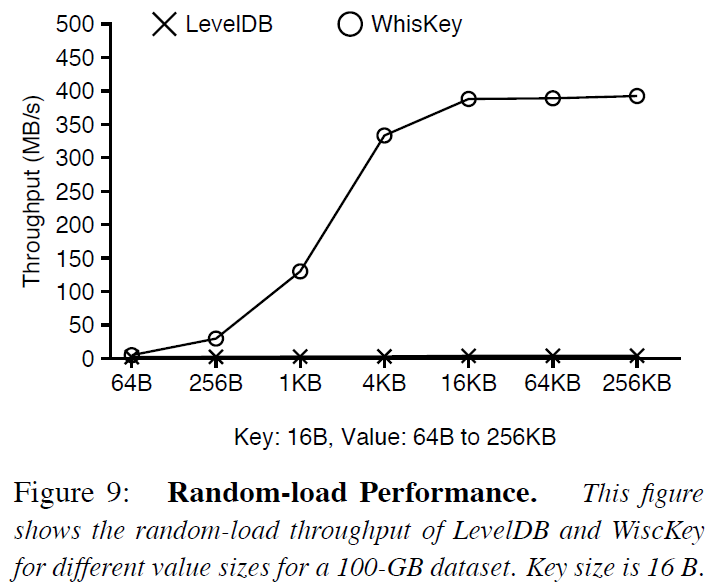 500 LevelDB WhisKey
450
400
350
300
250
200
150
100
50
0
Throughput (MB/s)
64B 256B 1KB 4KB 16KB 64KB 256KB
Key: 16B, Value: 64B to 256KB
Figure 9: Random-load Performance. This figure
shows the random-load throughput of LevelDB and WiscKey
for different value sizes for a 100-GB dataset. Key size is 16 B.